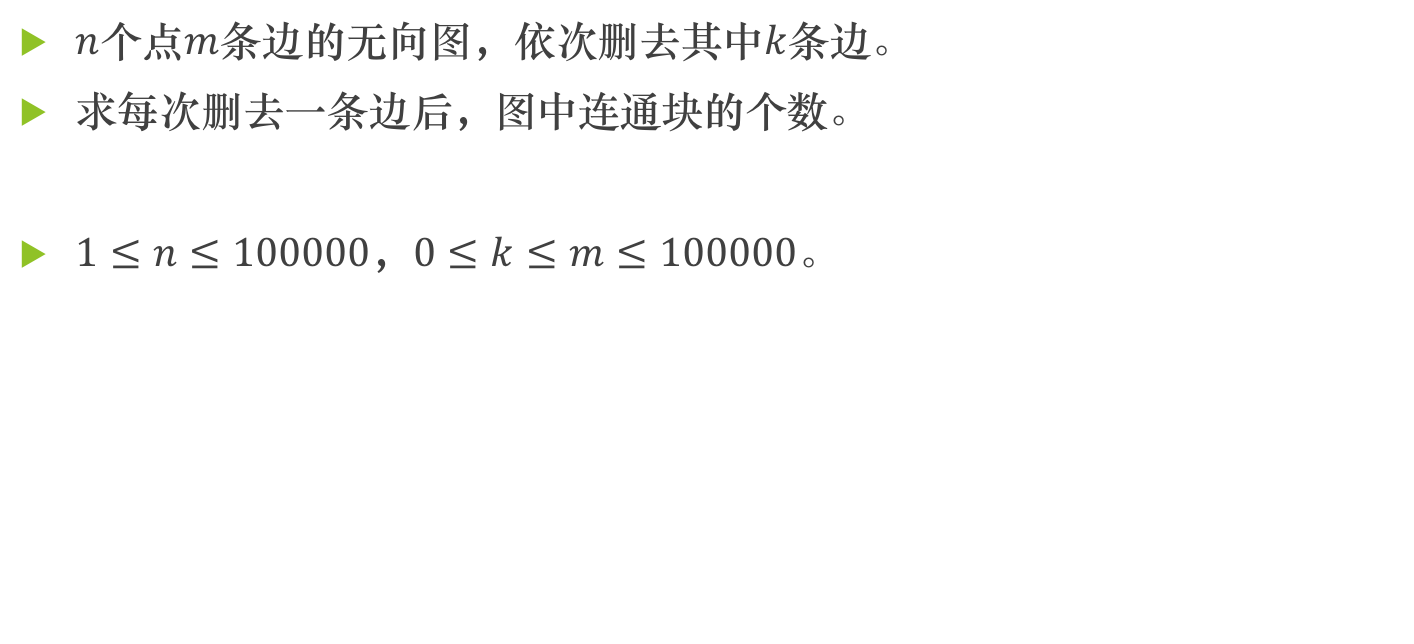 n个点m条边的无向图，依次删去其中k条边。
求每次删去一条边后，图中连通块的个数。
1 ≤ n ≤ 100000，0 ≤ k ≤ m ≤ 100000。